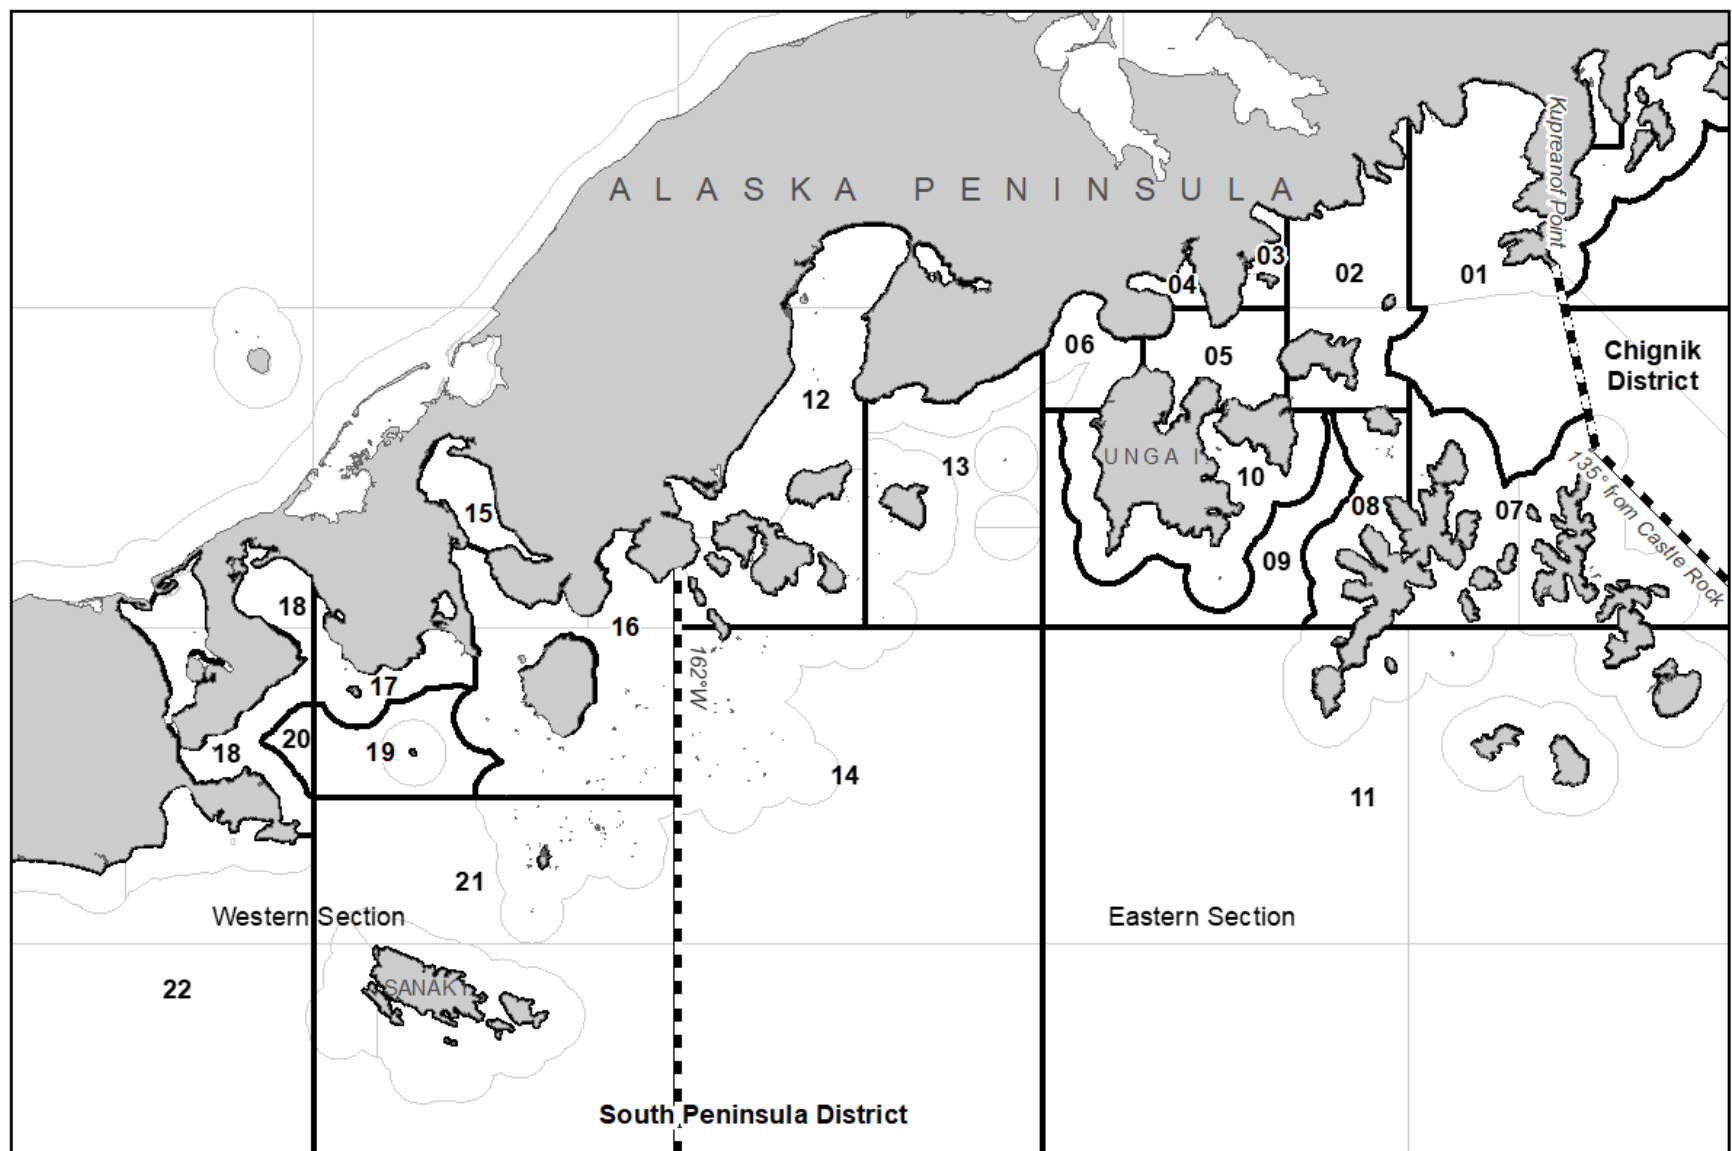 ALASKA PENINSULA
Kupreanof Point
03
04
02
01
06
05
Chignik
District
12
13
UNGA I.
10
135° from Castle Rock
15
08
07
09
18
16
17
162°W
20
18
19
14
11
21
Western Section
Eastern Section
22
SANAK I.
South Peninsula District